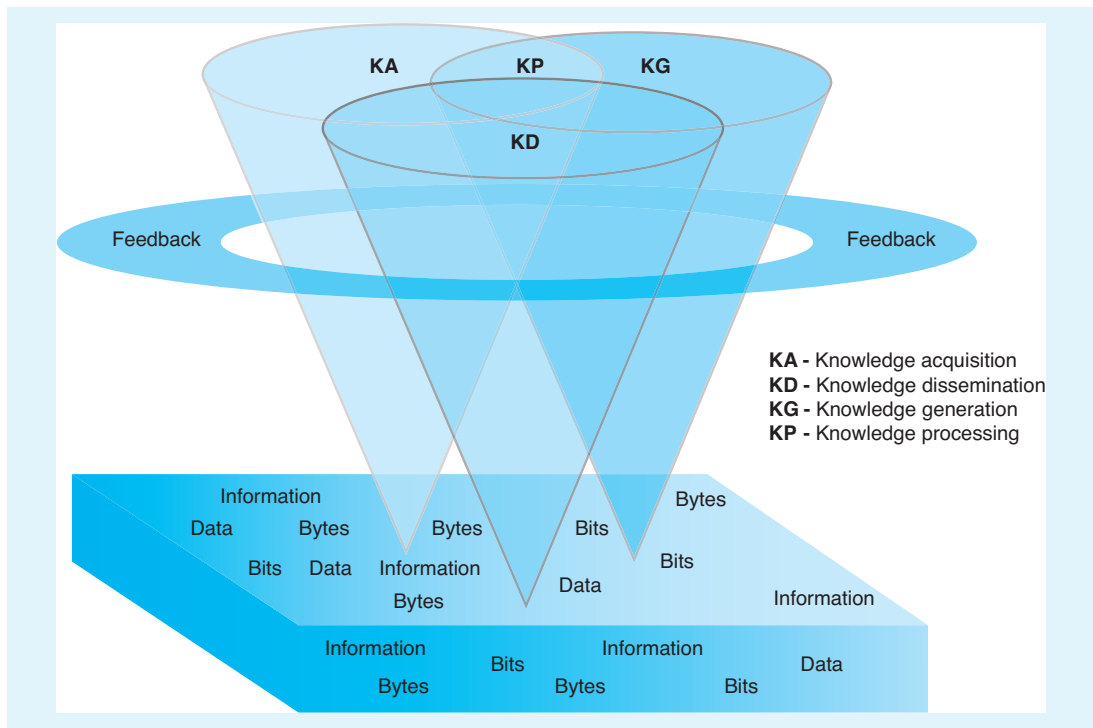 KA KP KG
KD
Feedback Feedback
KA - Knowledge acquisition
KD - Knowledge dissemination
KG - Knowledge generation
KP - Knowledge processing
Information Bytes
Data Bytes Bytes Bits
Bits Data Information Bits
Bytes Data Information
Information Bits Information Data
Bytes Bytes Bits